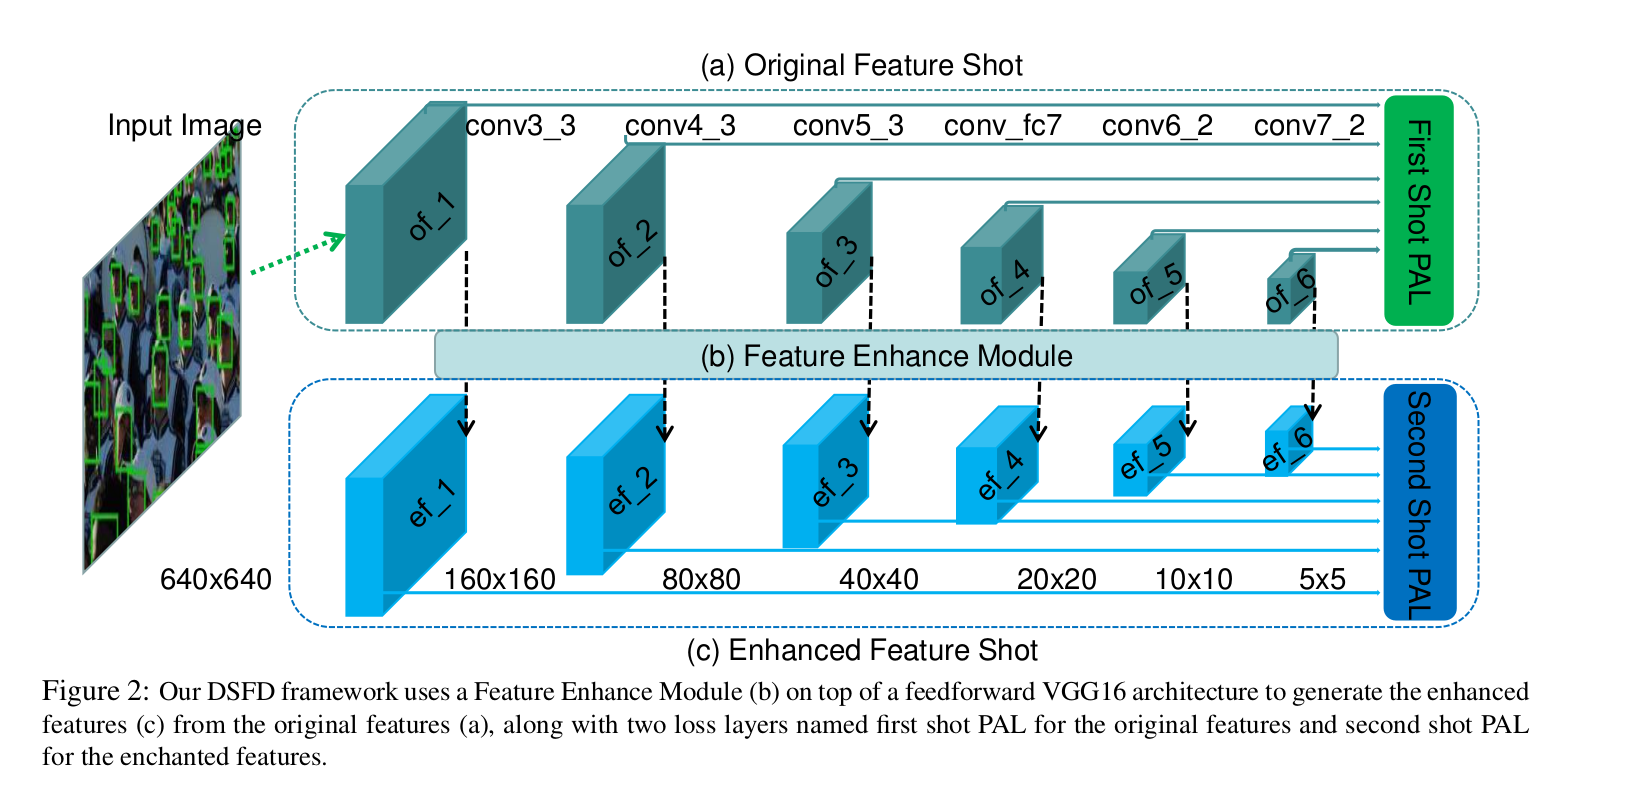 (a) Original Feature Shot
Input Image
conv3_3 conv4_3 conv5_3 conv_fc7 conv6_2 conv7_2
of_1 of_2 of_3 of_4 of_5 of_6
First Shot PAL
(b) Feature Enhance Module
ef_1 ef_2 ef_3 ef_4 ef_5 ef_6
Second Shot PAL
640x640 160x160 80x80 40x40 20x20 10x10 5x5
(c) Enhanced Feature Shot
Figure 2: Our DSFD framework uses a Feature Enhance Module (b) on top of a feedforward VGG16 architecture to generate the enhanced
features (c) from the original features (a), along with two loss layers named first shot PAL for the original features and second shot PAL
for the enchanted features.